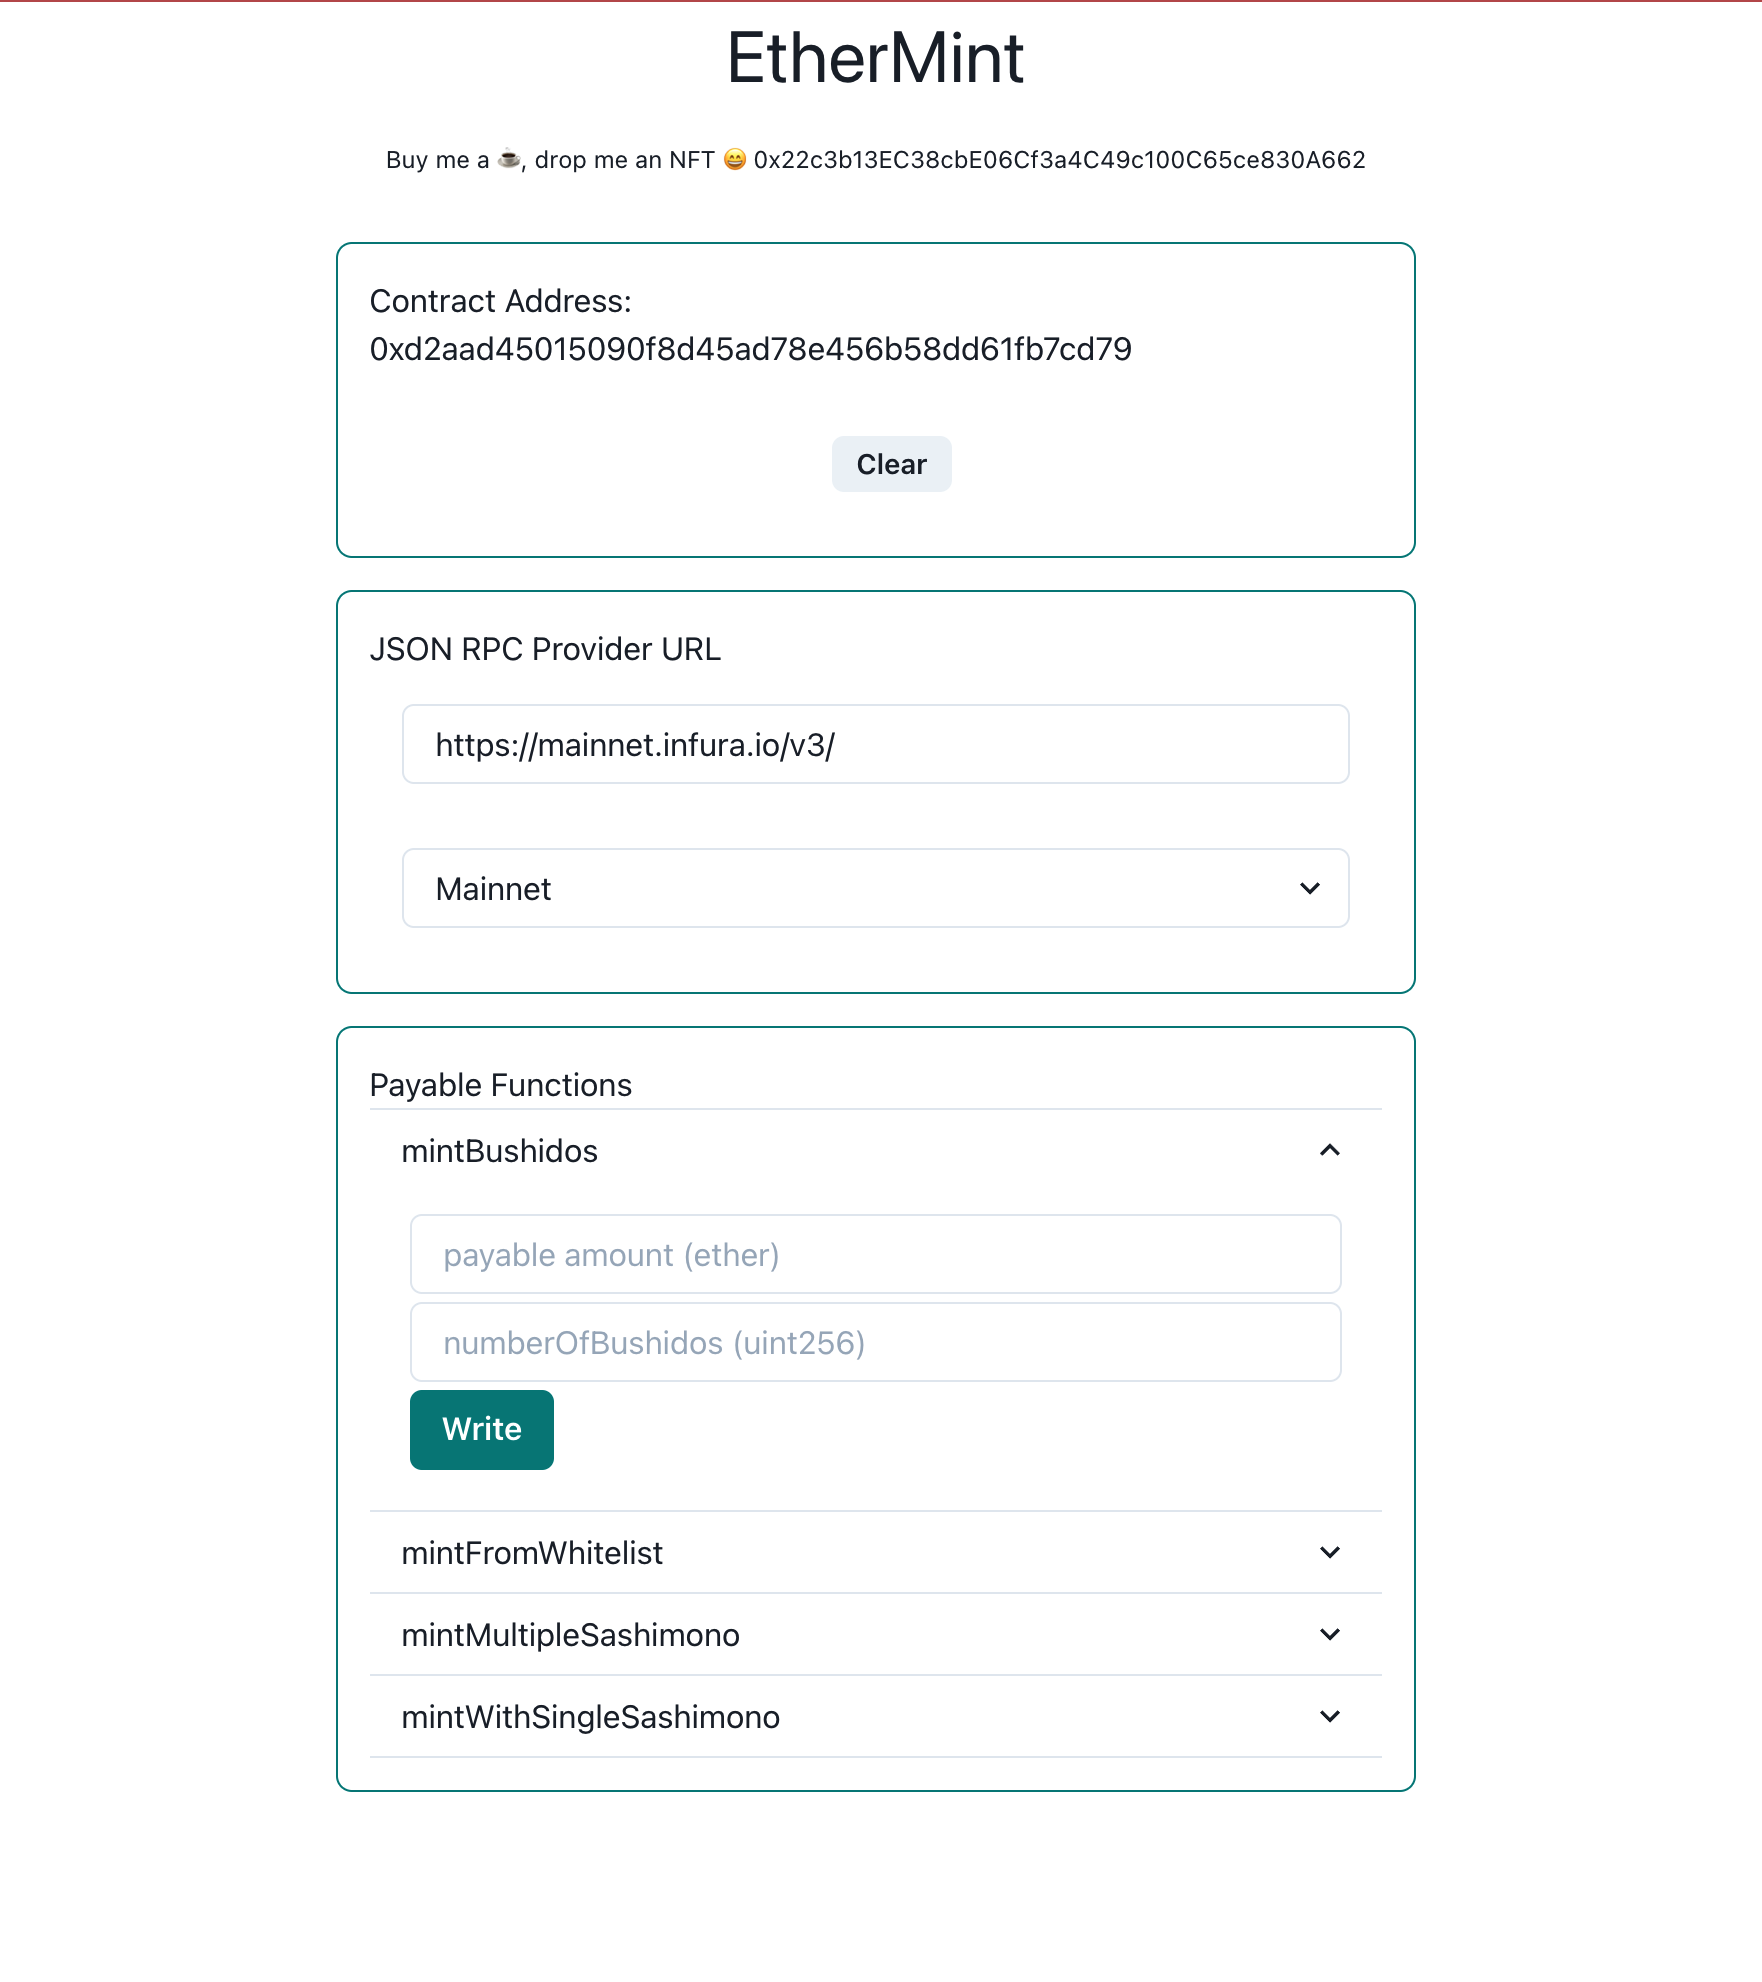 EtherMint
Buy me a ☕, drop me an NFT 😄 0x22c3b13EC38cbE06Cf3a4C49c100C65ce830A662
Contract Address:
0xd2aad45015090f8d45ad78e456b58dd61fb7cd79
Clear
JSON RPC Provider URL
https://mainnet.infura.io/v3/
Mainnet
Payable Functions
mintBushidos
payable amount (ether)
numberOfBushidos (uint256)
Write
mintFromWhitelist
mintMultipleSashimono
mintWithSingleSashimono